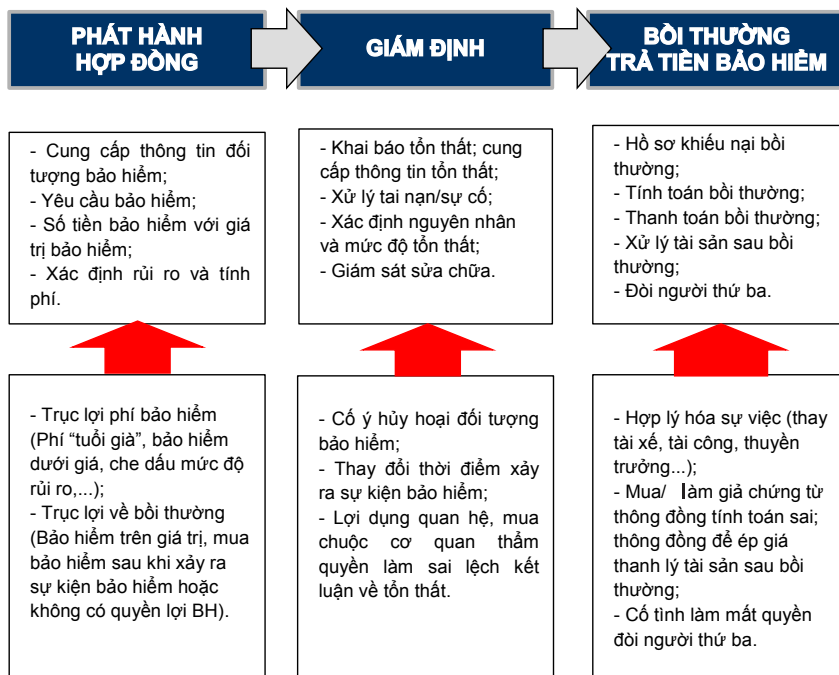 PHÁT HÀNH
HỢP ĐỒNG
GIÁM ĐỊNH
BỒI THƯỜNG
TRẢ TIỀN BẢO HIỂM
- Cung cấp thông tin đối
tượng bảo hiểm;
- Yêu cầu bảo hiểm;
- Số tiền bảo hiểm với giá
trị bảo hiểm;
- Xác định rủi ro và tính
phí.
- Khai báo tổn thất; cung
cấp thông tin tổn thất;
- Xử lý tai nạn/sự cố;
- Xác định nguyên nhân
và mức độ tổn thất;
- Giám sát sửa chữa.
- Hồ sơ khiếu nại bồi
thường;
- Tính toán bồi thường;
- Thanh toán bồi thường;
- Xử lý tài sản sau bồi
thường;
- Đòi người thứ ba.
- Trục lợi phí bảo hiểm
(Phí “tuổi già”, bảo hiểm
dưới giá, che dấu mức độ
rủi ro,...);
- Trục lợi về bồi thường
(Bảo hiểm trên giá trị, mua
bảo hiểm sau khi xảy ra
sự kiện bảo hiểm hoặc
không có quyền lợi BH).
- Cố ý hủy hoại đối tượng
bảo hiểm;
- Thay đổi thời điểm xảy
ra sự kiện bảo hiểm;
- Lợi dụng quan hệ, mua
chuộc cơ quan thẩm
quyền làm sai lệch kết
luận về tổn thất.
- Hợp lý hóa sự việc (thay
tài xế, tài công, thuyền
trưởng...);
- Mua/ làm giả chứng từ
thông đồng tính toán sai;
thông đồng để ép giá
thanh lý tài sản sau bồi
thường;
- Cố tình làm mất quyền
đòi người thứ ba.